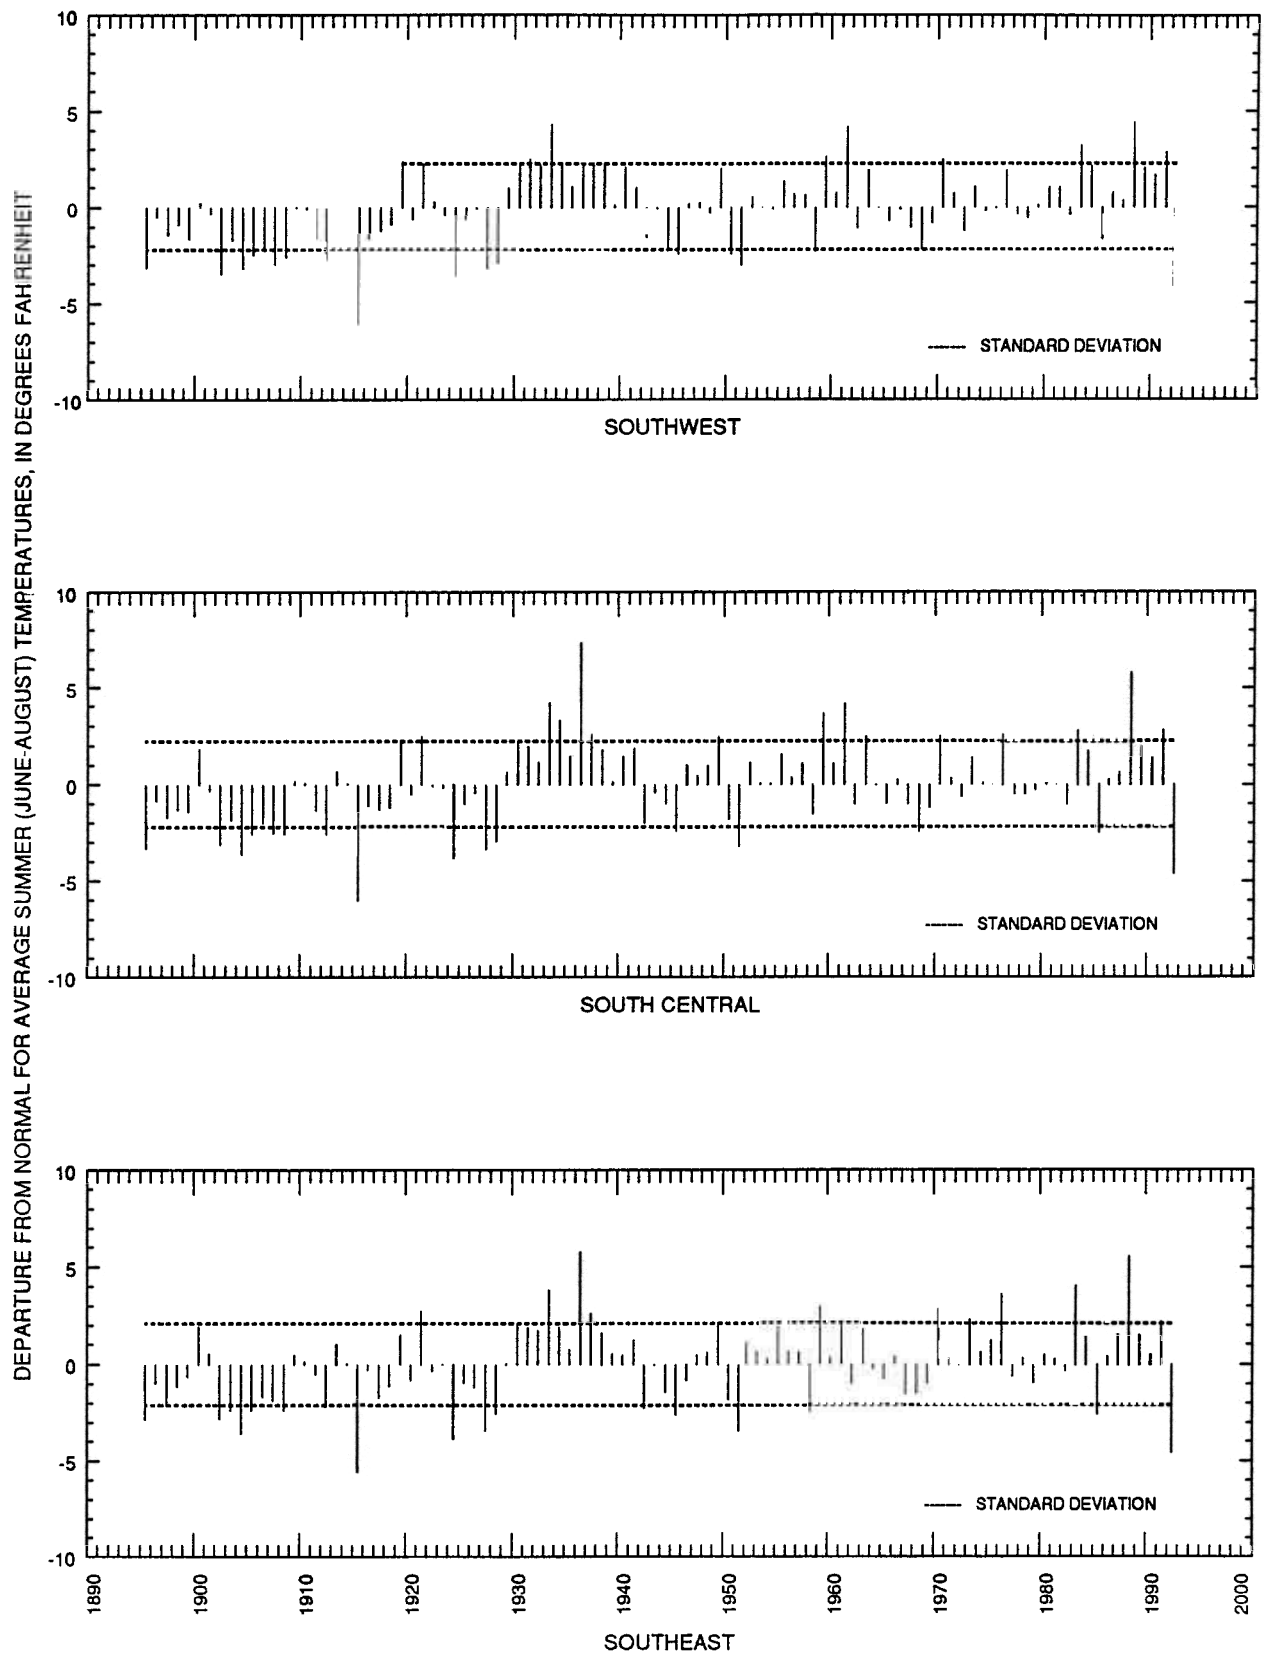 DEPARTURE FROM NORMAL FOR AVERAGE SUMMER (JUNE-AUGUST) TEMPERATURES, IN DEGREES FAHRENHEIT
10
5
0
-5
-10
STANDARD DEVIATION
SOUTHWEST
10
5
0
-5
-10
STANDARD DEVIATION
SOUTH CENTRAL
10
5
0
-5
-10
STANDARD DEVIATION
1890 1900 1910 1920 1930 1940 1950 1960 1970 1980 1990 2000
SOUTHEAST